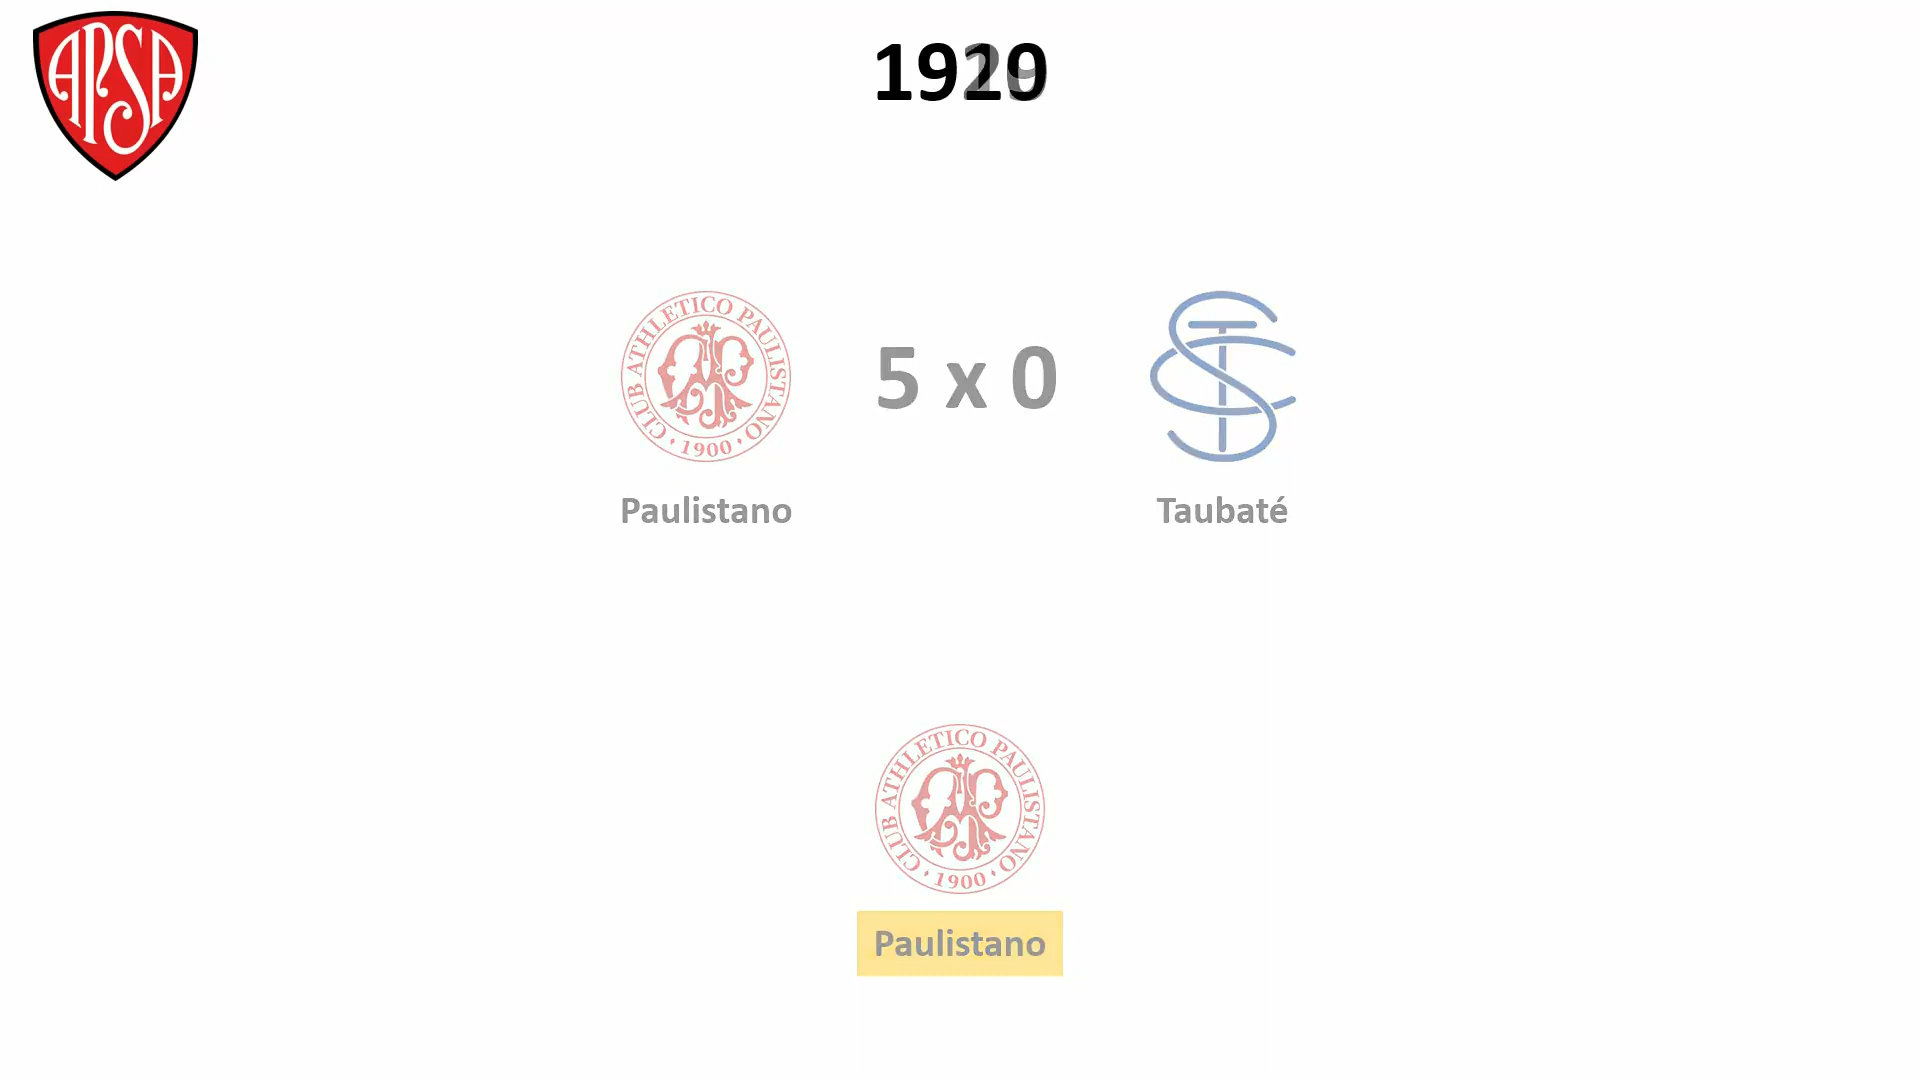 APSA
1920
CLUB ATHLETICO PAULISTANO
1900
5 x 0
Paulistano
Taubaté
CLUB ATHLETICO PAULISTANO
1900
Paulistano